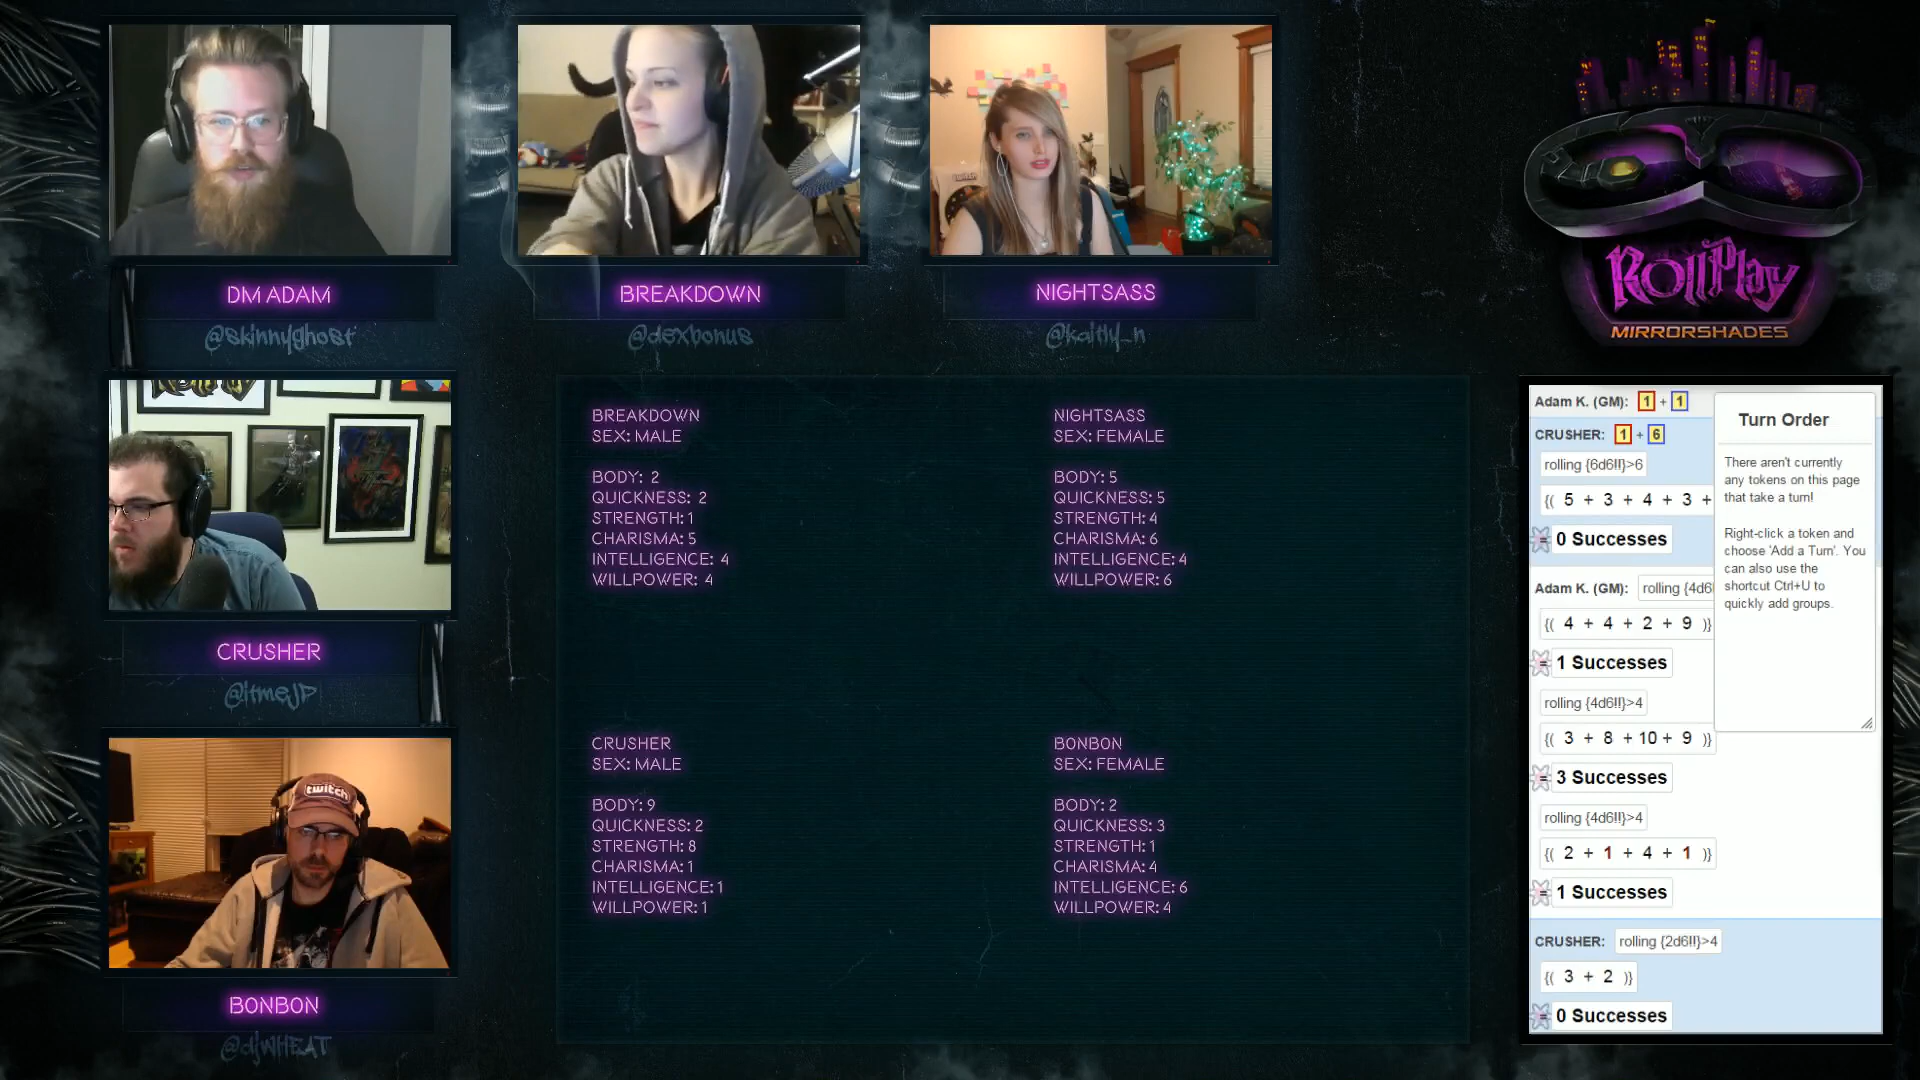 DM ADAM
@skinnyghost
BREAKDOWN
@dexbonus
NIGHTSASS
@kaitly_n
RollPlay
MIRRORSHADES
CRUSHER
@itmeJP
twitch
BONBON
@djWHEAT
BREAKDOWN
SEX: MALE
BODY: 2
QUICKNESS: 2
STRENGTH: 1
CHARISMA: 5
INTELLIGENCE: 4
WILLPOWER: 4
NIGHTSASS
SEX: FEMALE
BODY: 5
QUICKNESS: 5
STRENGTH: 4
CHARISMA: 6
INTELLIGENCE: 4
WILLPOWER: 6
CRUSHER
SEX: MALE
BODY: 9
QUICKNESS: 2
STRENGTH: 8
CHARISMA: 1
INTELLIGENCE: 1
WILLPOWER: 1
BONBON
SEX: FEMALE
BODY: 2
QUICKNESS: 3
STRENGTH: 1
CHARISMA: 4
INTELLIGENCE: 6
WILLPOWER: 4
Adam K. (GM): 1 + 1
CRUSHER: 1 + 6
rolling {6d6!!}>6
{( 5 + 3 + 4 + 3 +
= 0 Successes
Adam K. (GM): rolling {4d6!
{( 4 + 4 + 2 + 9 )}
= 1 Successes
rolling {4d6!!}>4
{( 3 + 8 + 10 + 9 )}
= 3 Successes
rolling {4d6!!}>4
{( 2 + 1 + 4 + 1 )}
= 1 Successes
CRUSHER: rolling {2d6!!}>4
{( 3 + 2 )}
= 0 Successes
Turn Order
There aren't currently
any tokens on this page
that take a turn!
Right-click a token and
choose 'Add a Turn'. You
can also use the
shortcut Ctrl+U to
quickly add groups.